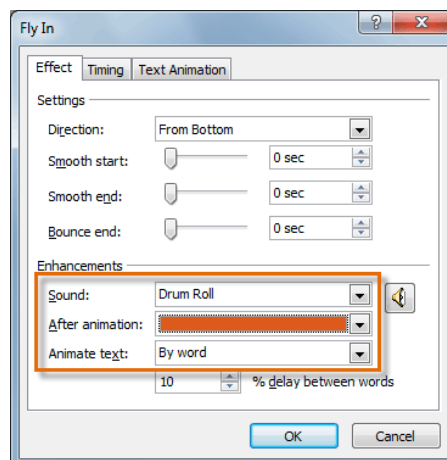 Fly In
Effect Timing Text Animation
Settings
Direction: From Bottom
Smooth start: 0 sec
Smooth end: 0 sec
Bounce end: 0 sec
Enhancements
Sound: Drum Roll
After animation:
Animate text: By word
10 % delay between words
OK Cancel